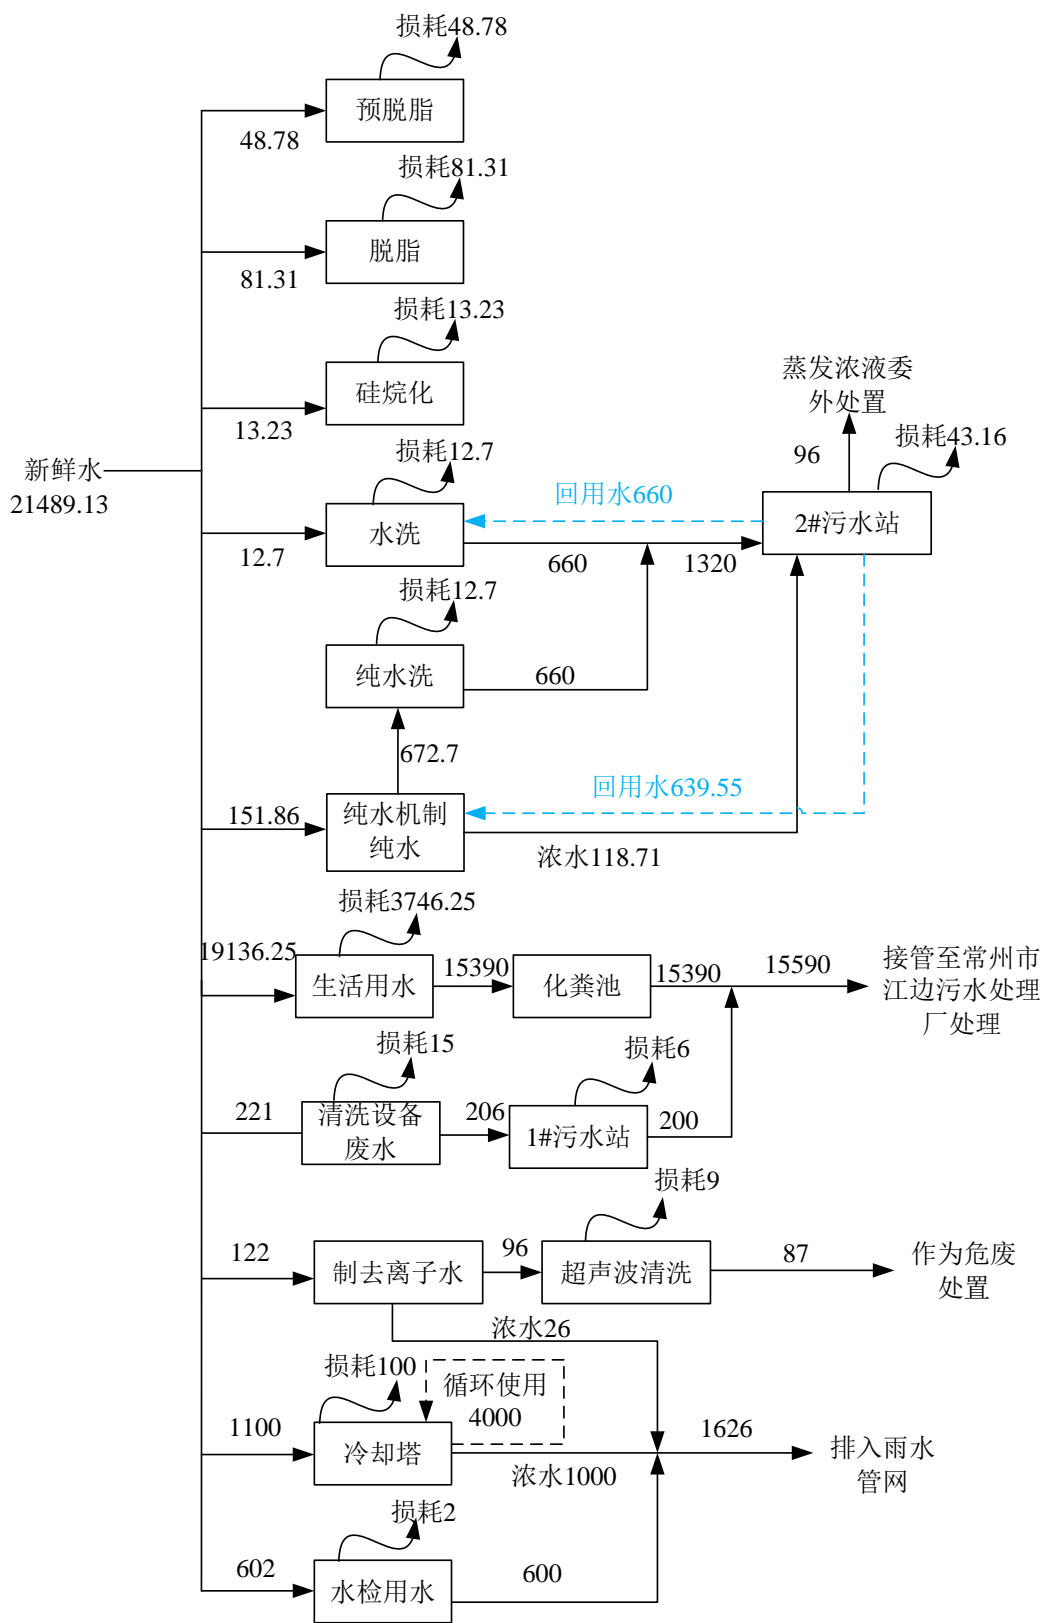 损耗48.78
预脱脂
48.78
损耗81.31
脱脂
81.31
损耗13.23
硅烷化
13.23
蒸发浓液委
外处置
96
损耗43.16
新鲜水
21489.13
损耗12.7
回用水660
水洗
2#污水站
12.7
660
1320
损耗12.7
纯水洗
660
672.7
回用水639.55
151.86
纯水机制
纯水
浓水118.71
损耗3746.25
19136.25
生活用水
15390
化粪池
15390
15590
接管至常州市
江边污水处理
厂处理
损耗15
损耗6
221
清洗设备
废水
206
1#污水站
200
损耗9
122
制去离子水
96
超声波清洗
87
作为危废
处置
浓水26
损耗100
循环使用
4000
1100
冷却塔
浓水1000
1626
排入雨水
管网
损耗2
602
水检用水
600